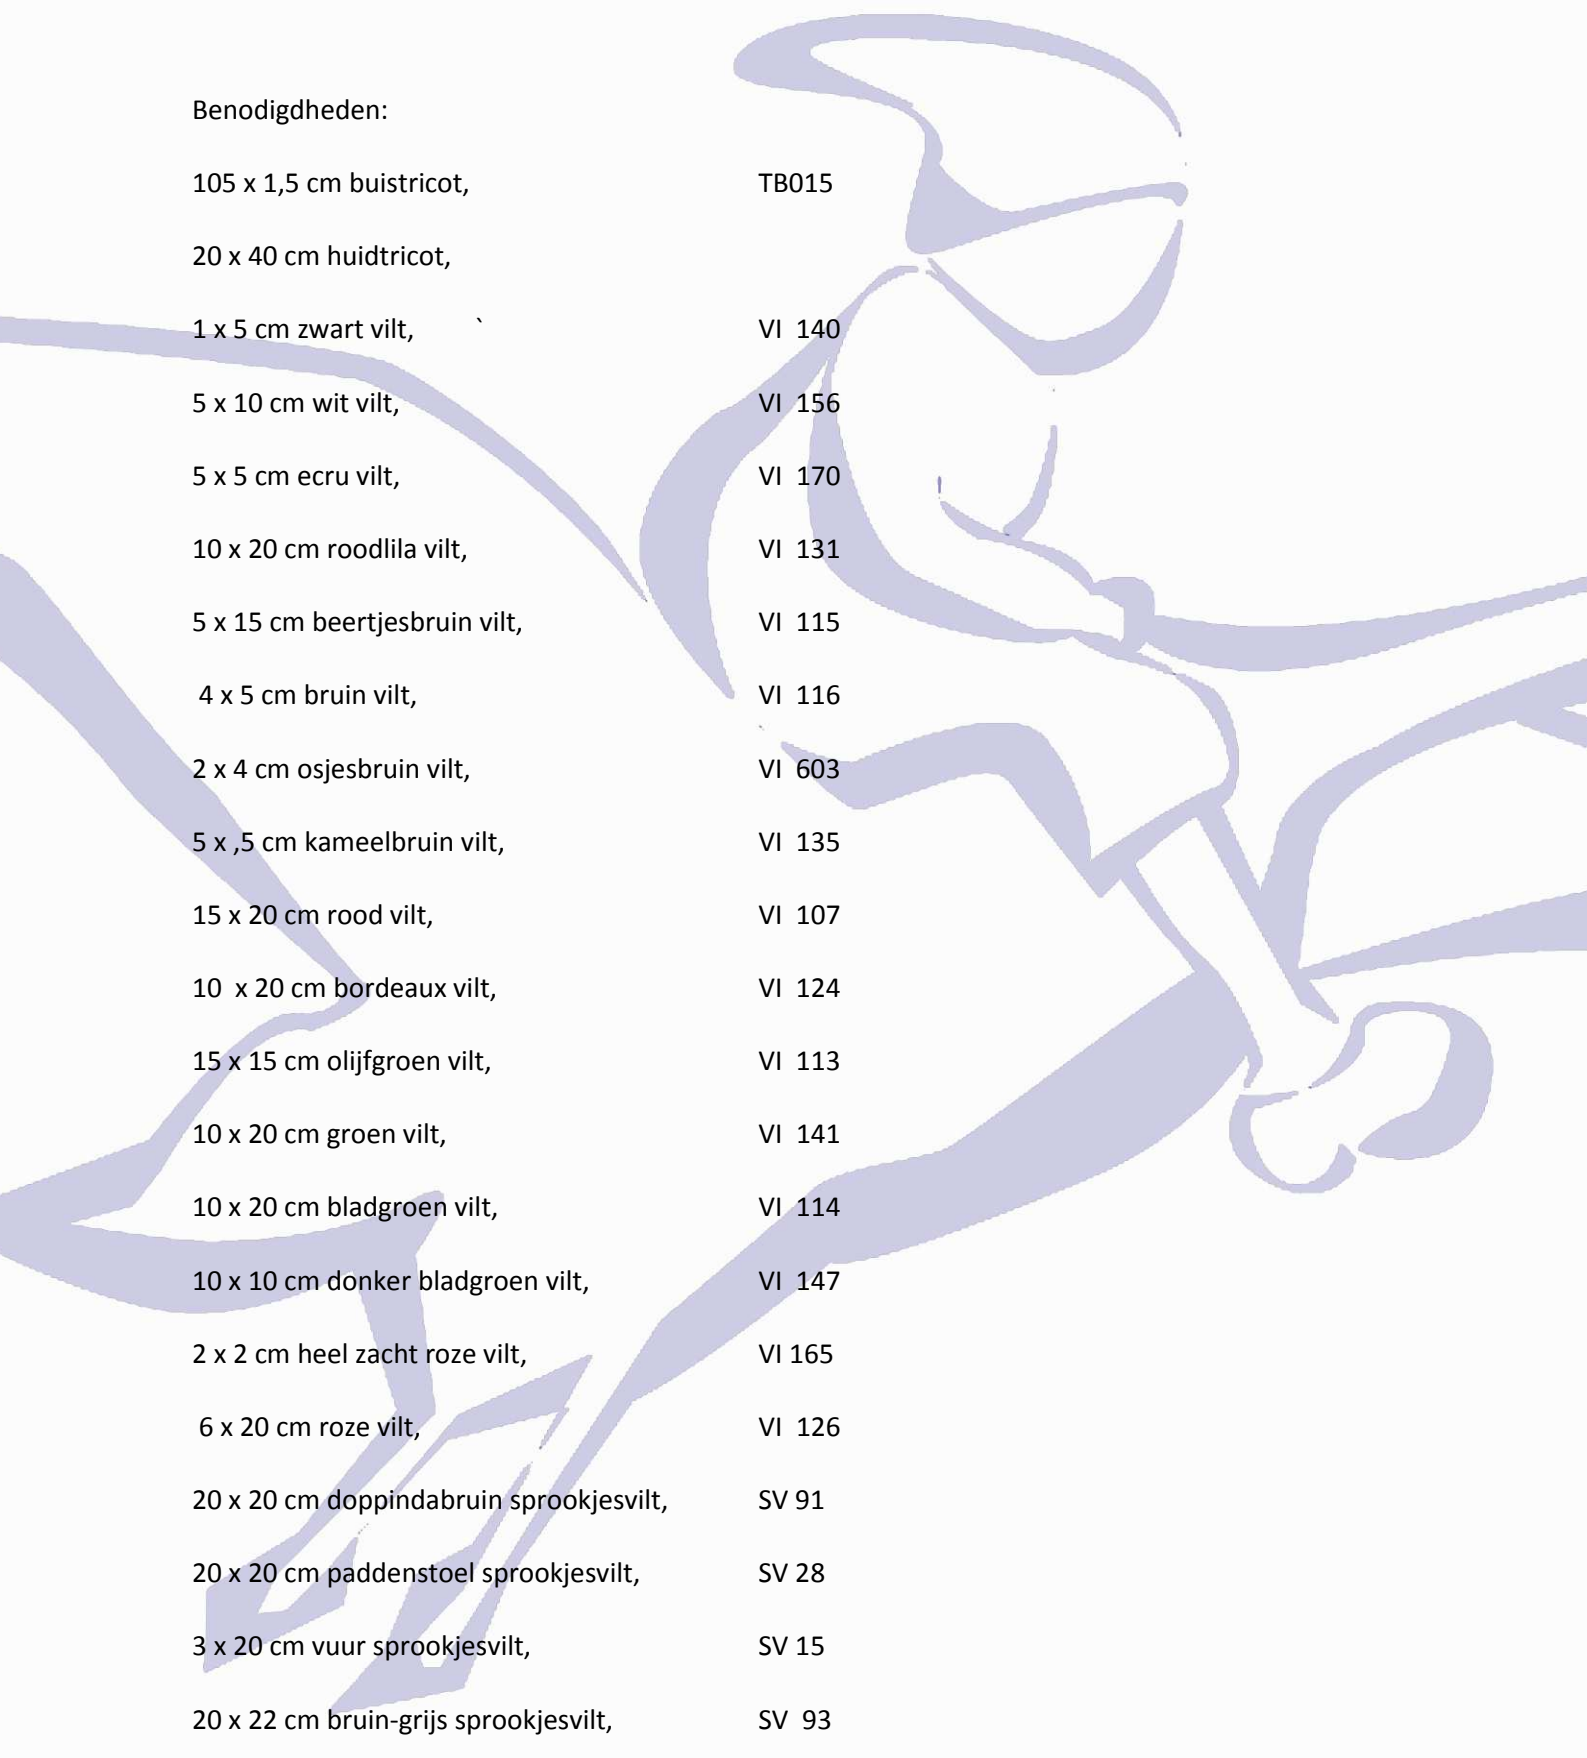 Benodigdheden:
105 x 1,5 cm buistricot, TB015
20 x 40 cm huidtricot,
1 x 5 cm zwart vilt, ` VI 140
5 x 10 cm wit vilt, VI 156
5 x 5 cm ecru vilt, VI 170
10 x 20 cm roodlila vilt, VI 131
5 x 15 cm beertjesbruin vilt, VI 115
4 x 5 cm bruin vilt, VI 116
2 x 4 cm osjesbruin vilt, VI 603
5 x ,5 cm kameelbruin vilt, VI 135
15 x 20 cm rood vilt, VI 107
10 x 20 cm bordeaux vilt, VI 124
15 x 15 cm olijfgroen vilt, VI 113
10 x 20 cm groen vilt, VI 141
10 x 20 cm bladgroen vilt, VI 114
10 x 10 cm donker bladgroen vilt, VI 147
2 x 2 cm heel zacht roze vilt, VI 165
6 x 20 cm roze vilt, VI 126
20 x 20 cm doppindabruin sprookjesvilt, SV 91
20 x 20 cm paddenstoel sprookjesvilt, SV 28
3 x 20 cm vuur sprookjesvilt, SV 15
20 x 22 cm bruin-grijs sprookjesvilt, SV 93